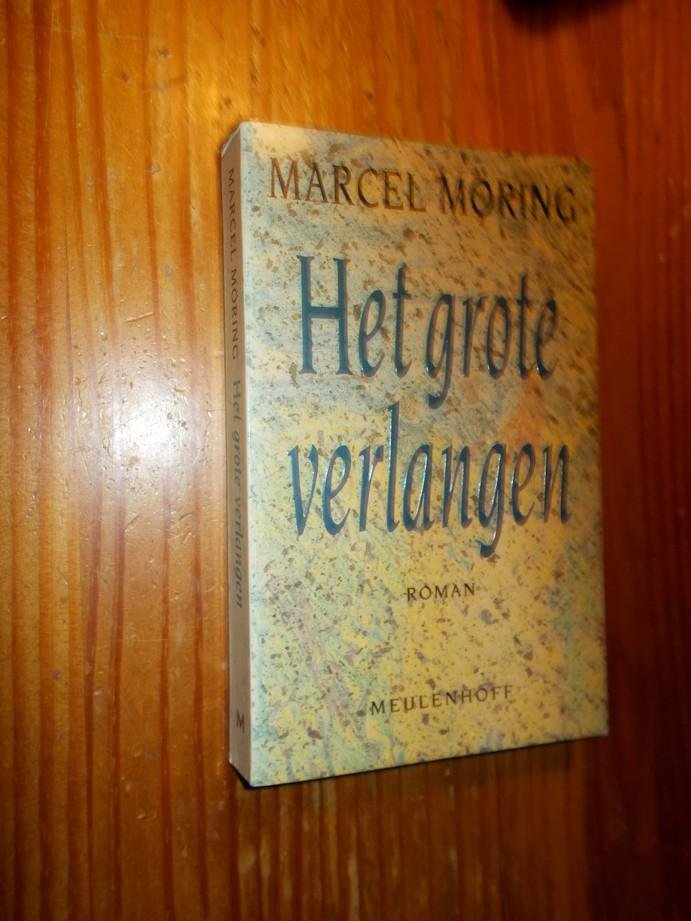 MARCEL MÖRING
Het grote
verlangen
ROMAN
MEULENHOFF
MARCEL MÖRING Het grote verlangen M